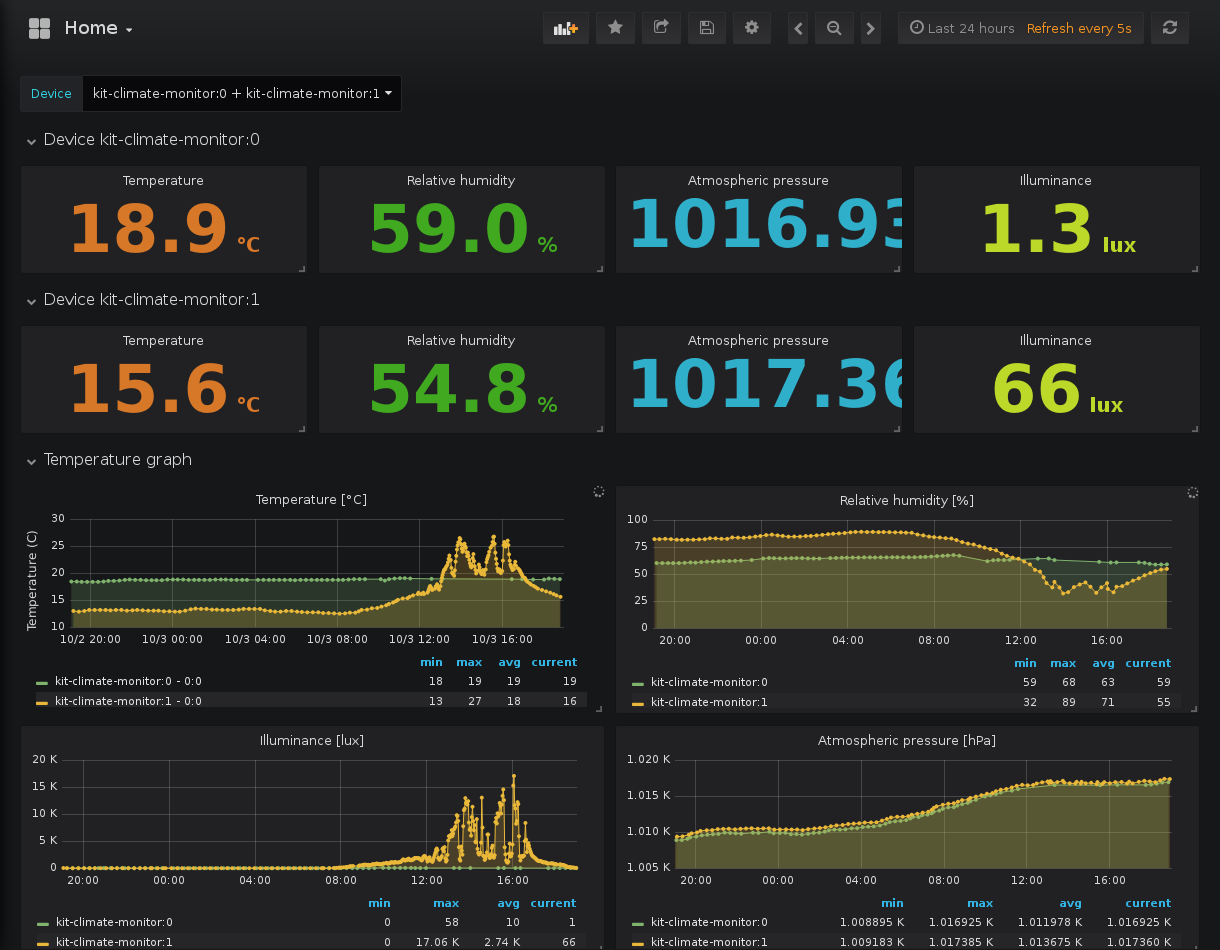 Home
Last 24 hours Refresh every 5s
Device kit-climate-monitor:0 + kit-climate-monitor:1
Device kit-climate-monitor:0
Temperature Relative humidity Atmospheric pressure Illuminance
18.9 °C 59.0 % 1016.93 1.3 lux
Device kit-climate-monitor:1
Temperature Relative humidity Atmospheric pressure Illuminance
15.6 °C 54.8 % 1017.36 66 lux
Temperature graph
Temperature [°C]
Temperature (C)
30
25
20
15
10
10/2 20:00 10/3 00:00 10/3 04:00 10/3 08:00 10/3 12:00 10/3 16:00
min max avg current
kit-climate-monitor:0 - 0:0 18 19 19 19
kit-climate-monitor:1 - 0:0 13 27 18 16
Relative humidity [%]
100
75
50
25
0
20:00 00:00 04:00 08:00 12:00 16:00
min max avg current
kit-climate-monitor:0 59 68 63 59
kit-climate-monitor:1 32 89 71 55
Illuminance [lux]
20 K
15 K
10 K
5 K
0
20:00 00:00 04:00 08:00 12:00 16:00
min max avg current
kit-climate-monitor:0 0 58 10 1
kit-climate-monitor:1 0 17.06 K 2.74 K 66
Atmospheric pressure [hPa]
1.020 K
1.015 K
1.010 K
1.005 K
20:00 00:00 04:00 08:00 12:00 16:00
min max avg current
kit-climate-monitor:0 1.008895 K 1.016925 K 1.011978 K 1.016925 K
kit-climate-monitor:1 1.009183 K 1.017385 K 1.013675 K 1.017360 K